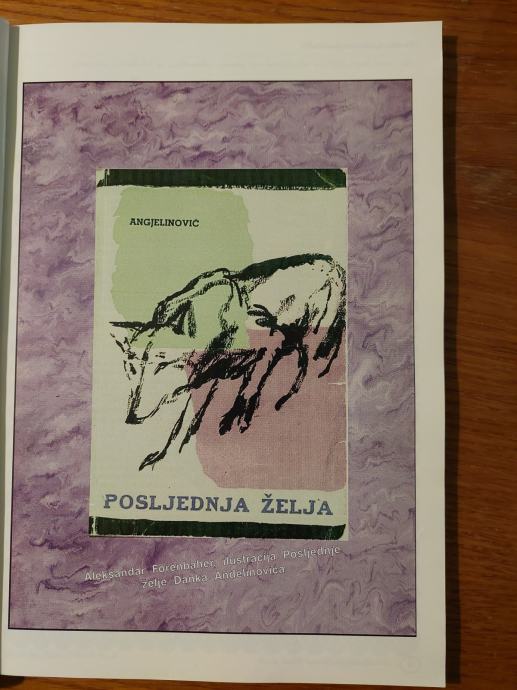 ANGJELINOVIĆ
POSLJEDNJA ŽELJA
Aleksandar Forenbaher, ilustracija Posljednje
želje Danka Anđelinovića